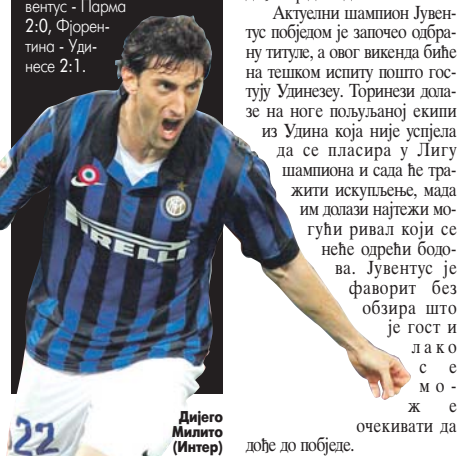 вентус - Парма
2:0, Фјорен-
тина - Уди-
незе 2:1.
Актуелни шампион Јувен-
тус побједом је започео одбра-
ну титуле, а овог викенда биће
на тешком испиту пошто гос-
тују Удинезеу. Торинези дола-
зе на ноге пољуљаној екипи
из Удина која није успјела
да се пласира у Лигу
шампиона и сада ће тра-
жити искупљење, мада
им долази најтежи мо-
гући ривал који се
неће одрећи бодо-
ва. Јувентус је
фаворит без
обзира што
је гост и
лако
се
мо-
же
очекивати да
дође до побједе.
PIRELLI
22
Дијего
Милито
(Интер)